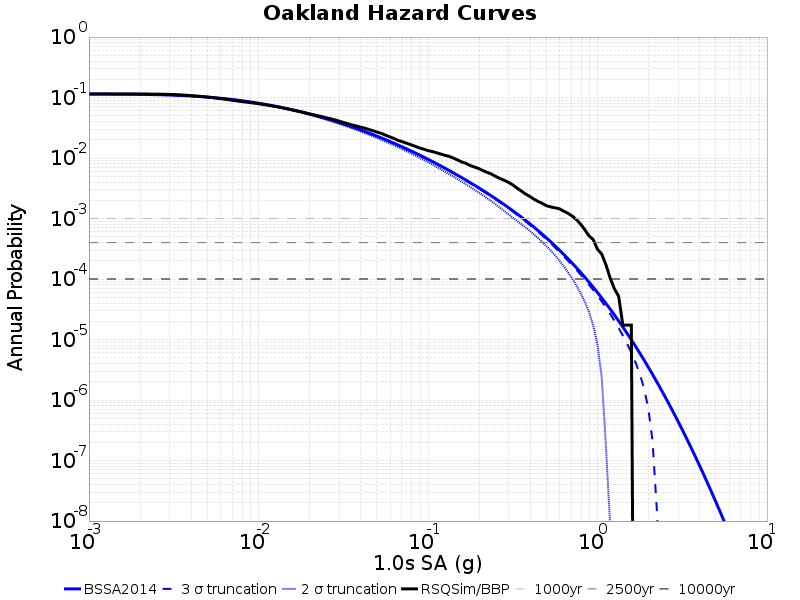 Oakland Hazard Curves
10^0
10^-1
10^-2
10^-3
10^-4
10^-5
10^-6
10^-7
10^-8
Annual Probability
10^-3 10^-2 10^-1 10^0 10^1
1.0s SA (g)
BSSA2014 3 σ truncation 2 σ truncation RSQSim/BBP 1000yr 2500yr 10000yr